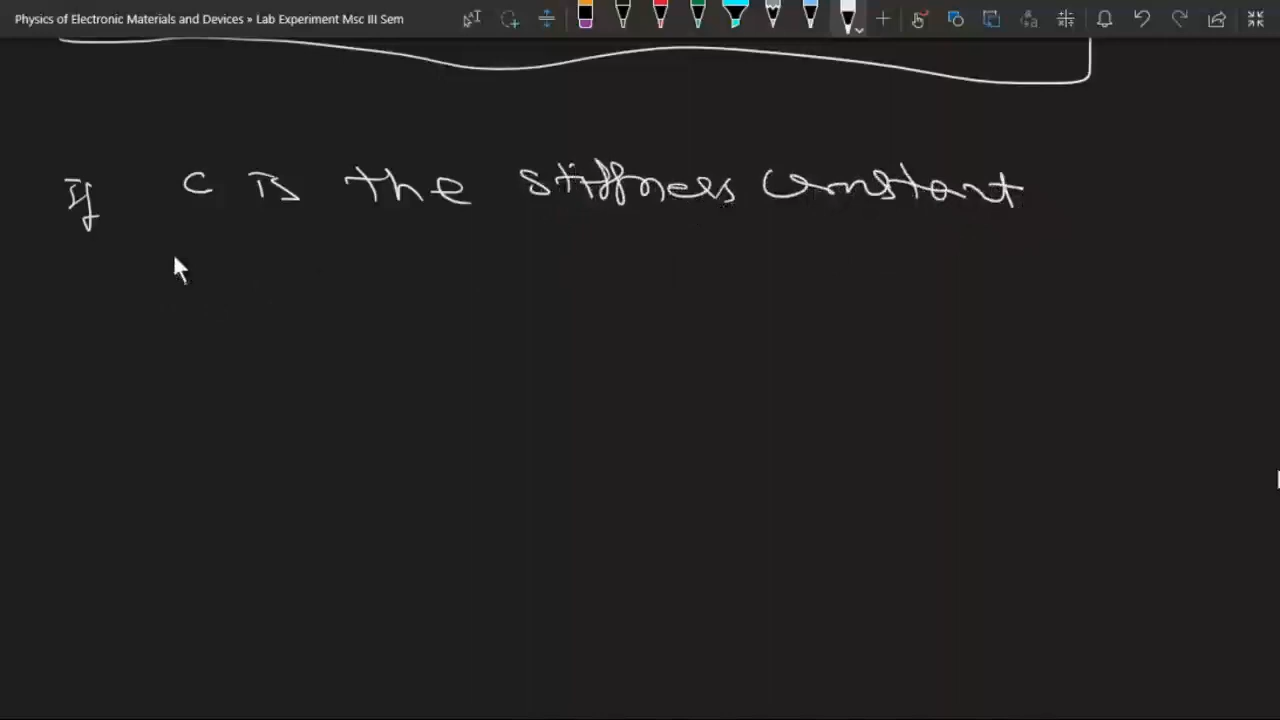 Physics of Electronic Materials and Devices » Lab Experiment Msc III Sem
If C is the stiffness constant